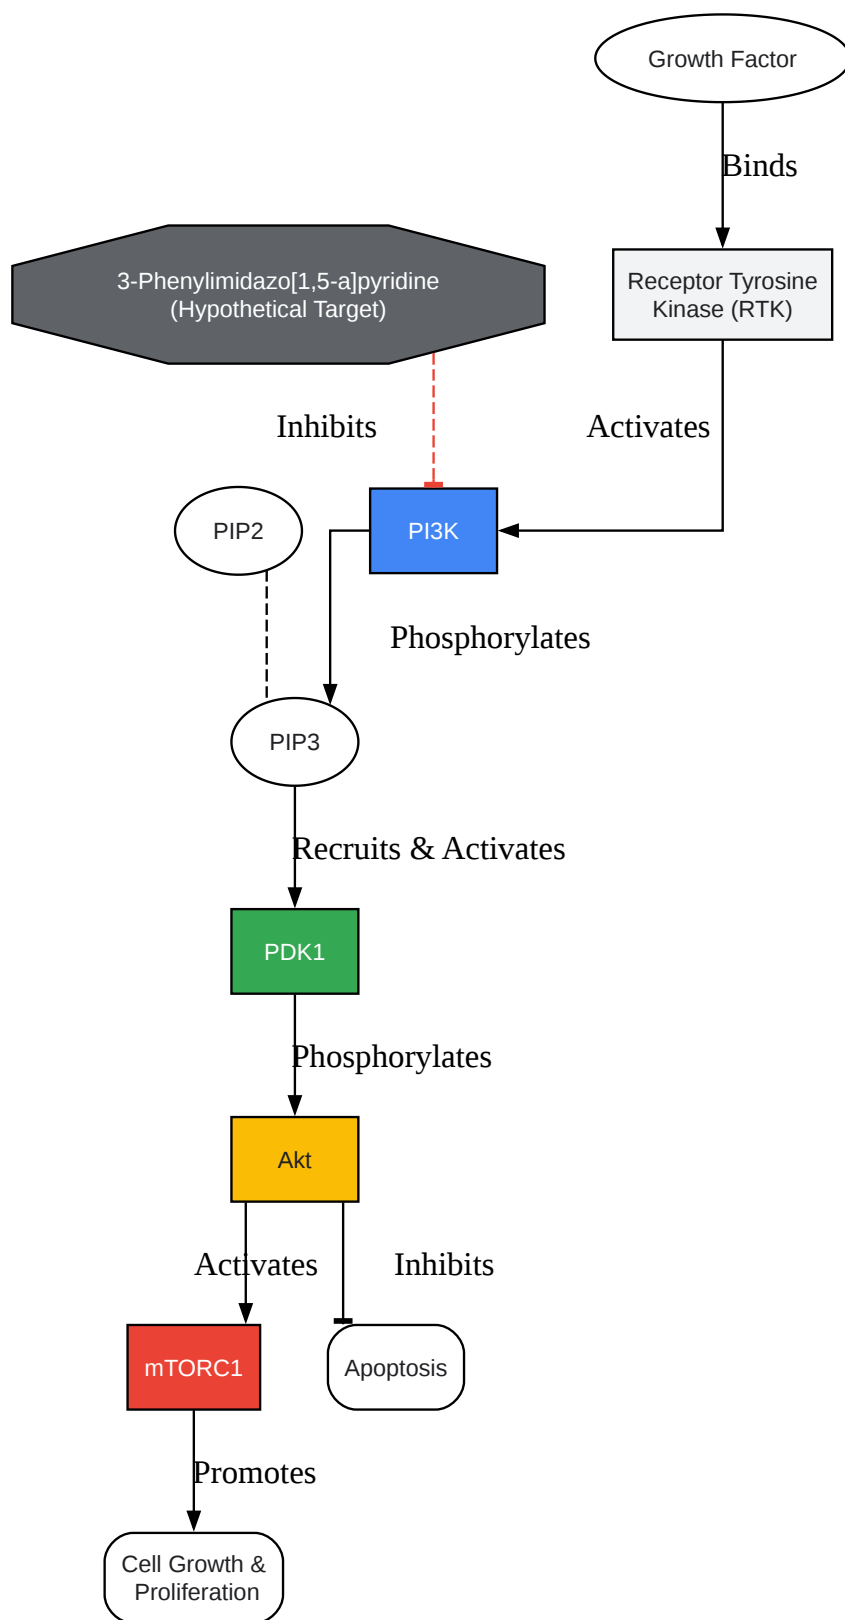 Growth Factor
Binds
3-Phenylimidazo[1,5-a]pyridine
(Hypothetical Target)
Receptor Tyrosine
Kinase (RTK)
Inhibits
Activates
PIP2
PI3K
Phosphorylates
PIP3
Recruits & Activates
PDK1
Phosphorylates
Akt
Activates
Inhibits
mTORC1
Apoptosis
Promotes
Cell Growth &
Proliferation